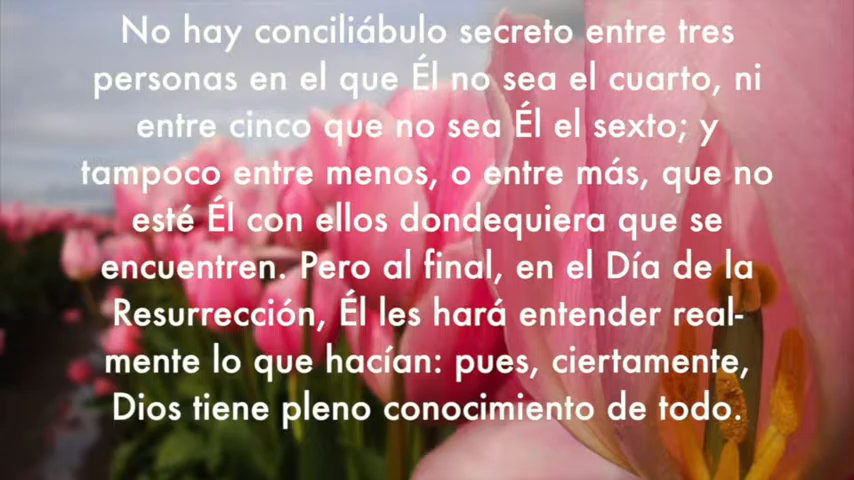 No hay conciliábulo secreto entre tres
personas en el que Él no sea el cuarto, ni
entre cinco que no sea Él el sexto; y
tampoco entre menos, o entre más, que no
esté Él con ellos dondequiera que se
encuentren. Pero al final, en el Día de la
Resurrección, Él les hará entender real-
mente lo que hacían: pues, ciertamente,
Dios tiene pleno conocimiento de todo.